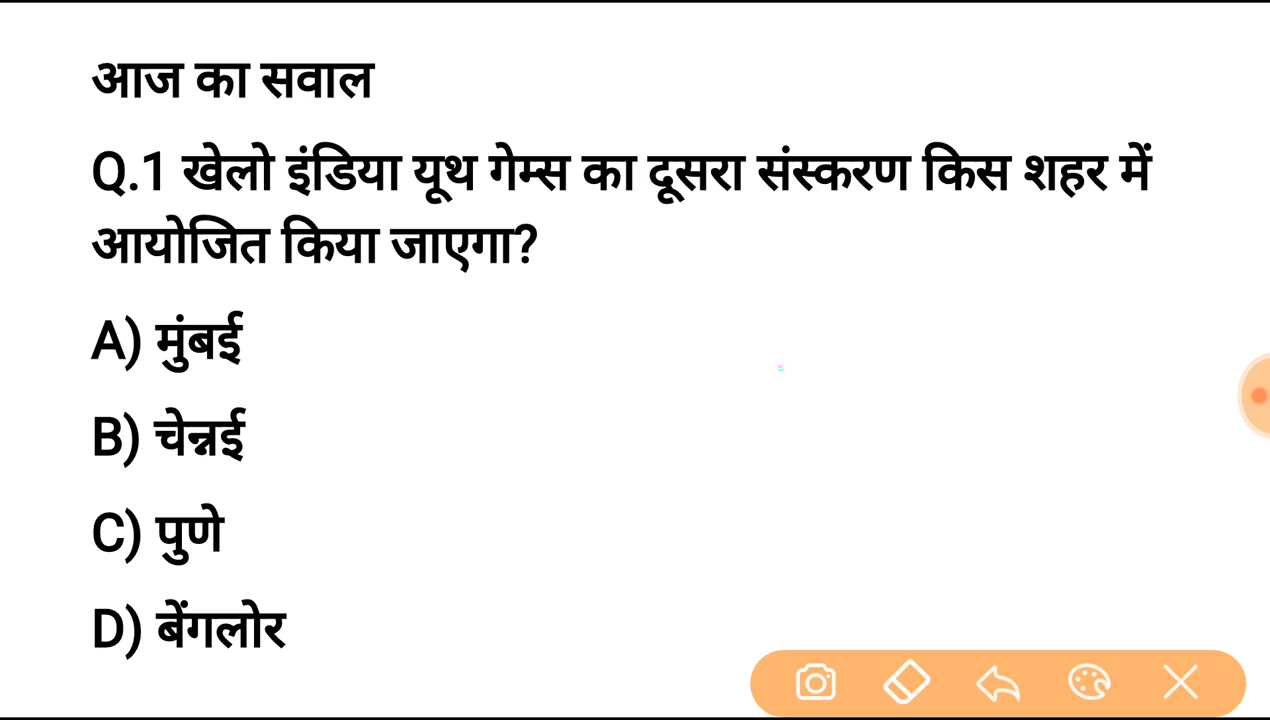 आज का सवाल
Q.1 खेलो इंडिया यूथ गेम्स का दूसरा संस्करण किस शहर में
आयोजित किया जाएगा?
A) मुंबई
B) चेन्नई
C) पुणे
D) बेंगलोर